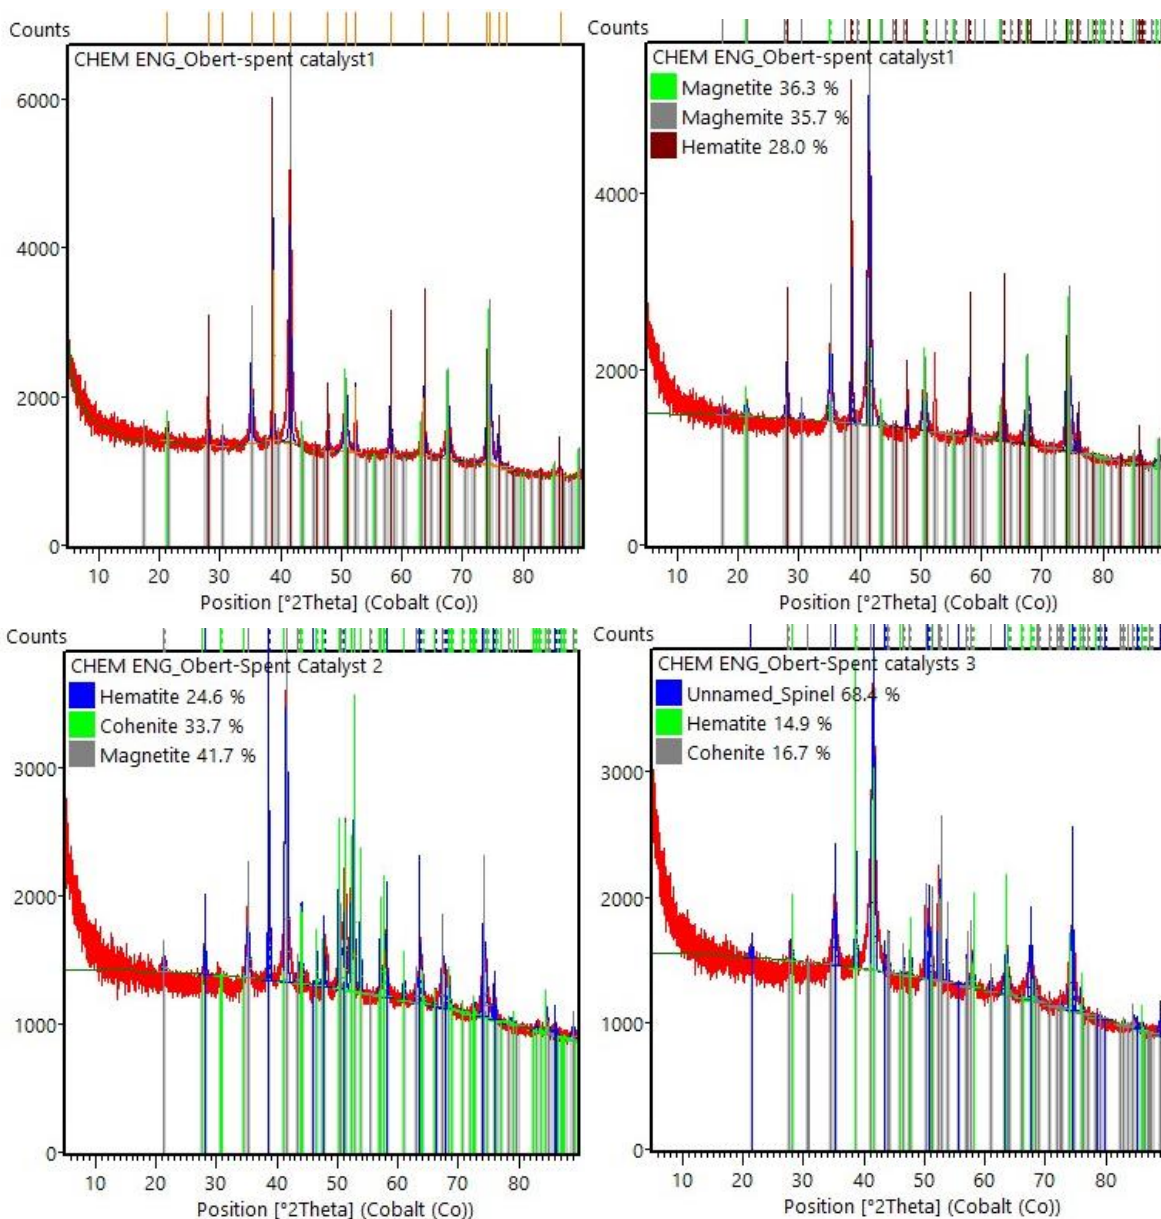 Counts
CHEM ENG_Obert-spent catalyst1
6000
4000
2000
0
10 20 30 40 50 60 70 80
Position [°2Theta] (Cobalt (Co))
Counts
CHEM ENG_Obert-spent catalyst1
Magnetite 36.3 %
Maghemite 35.7 %
Hematite 28.0 %
4000
2000
0
10 20 30 40 50 60 70 80
Position [°2Theta] (Cobalt (Co))
Counts
CHEM ENG_Obert-Spent Catalyst 2
Hematite 24.6 %
Cohenite 33.7 %
Magnetite 41.7 %
3000
2000
1000
0
10 20 30 40 50 60 70 80
Position [°2Theta] (Cobalt (Co))
Counts
CHEM ENG_Obert-Spent catalysts 3
Unnamed_Spinel 68.4 %
Hematite 14.9 %
Cohenite 16.7 %
3000
2000
1000
0
10 20 30 40 50 60 70 80
Position [°2Theta] (Cobalt (Co))